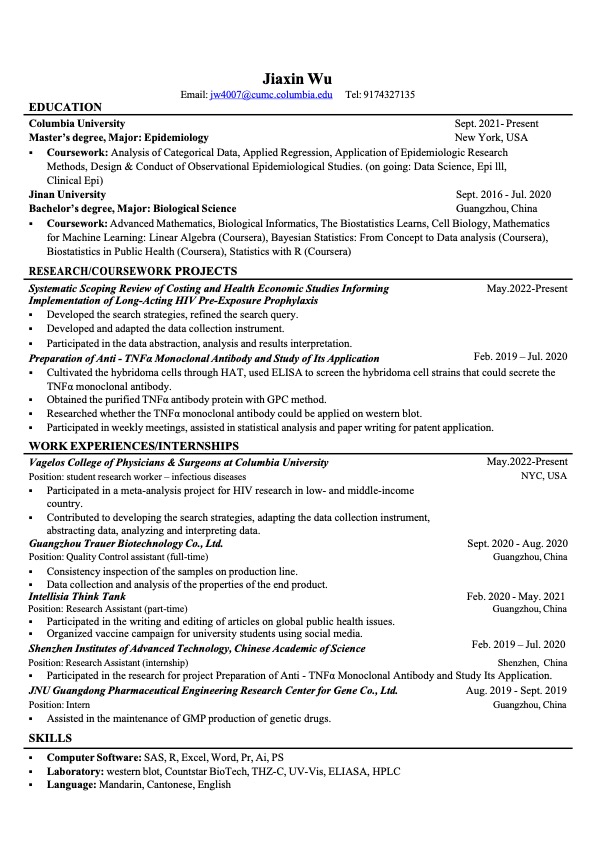 Jiaxin Wu
Email: jw4007@cumc.columbia.edu Tel: 9174327135
EDUCATION
Columbia University Sept. 2021- Present
Master's degree, Major: Epidemiology New York, USA
▪ Coursework: Analysis of Categorical Data, Applied Regression, Application of Epidemiologic Research
Methods, Design & Conduct of Observational Epidemiological Studies. (on going: Data Science, Epi lll,
Clinical Epi)
Jinan University Sept. 2016 - Jul. 2020
Bachelor's degree, Major: Biological Science Guangzhou, China
▪ Coursework: Advanced Mathematics, Biological Informatics, The Biostatistics Learns, Cell Biology, Mathematics
for Machine Learning: Linear Algebra (Coursera), Bayesian Statistics: From Concept to Data analysis (Coursera),
Biostatistics in Public Health (Coursera), Statistics with R (Coursera)
RESEARCH/COURSEWORK PROJECTS
Systematic Scoping Review of Costing and Health Economic Studies Informing May.2022-Present
Implementation of Long-Acting HIV Pre-Exposure Prophylaxis
▪ Developed the search strategies, refined the search query.
▪ Developed and adapted the data collection instrument.
▪ Participated in the data abstraction, analysis and results interpretation.
Preparation of Anti - TNFα Monoclonal Antibody and Study of Its Application Feb. 2019 – Jul. 2020
▪ Cultivated the hybridoma cells through HAT, used ELISA to screen the hybridoma cell strains that could secrete the
TNFα monoclonal antibody.
▪ Obtained the purified TNFα antibody protein with GPC method.
▪ Researched whether the TNFα monoclonal antibody could be applied on western blot.
▪ Participated in weekly meetings, assisted in statistical analysis and paper writing for patent application.
WORK EXPERIENCES/INTERNSHIPS
Vagelos College of Physicians & Surgeons at Columbia University May.2022-Present
Position: student research worker – infectious diseases NYC, USA
▪ Participated in a meta-analysis project for HIV research in low- and middle-income
country.
▪ Contributed to developing the search strategies, adapting the data collection instrument,
abstracting data, analyzing and interpreting data.
Guangzhou Trauer Biotechnology Co., Ltd. Sept. 2020 - Aug. 2020
Position: Quality Control assistant (full-time) Guangzhou, China
▪ Consistency inspection of the samples on production line.
▪ Data collection and analysis of the properties of the end product.
Intellisia Think Tank Feb. 2020 - May. 2021
Position: Research Assistant (part-time) Guangzhou, China
▪ Participated in the writing and editing of articles on global public health issues.
▪ Organized vaccine campaign for university students using social media.
Shenzhen Institutes of Advanced Technology, Chinese Academic of Science Feb. 2019 – Jul. 2020
Position: Research Assistant (internship) Shenzhen, China
▪ Participated in the research for project Preparation of Anti - TNFα Monoclonal Antibody and Study Its Application.
JNU Guangdong Pharmaceutical Engineering Research Center for Gene Co., Ltd. Aug. 2019 - Sept. 2019
Position: Intern Guangzhou, China
▪ Assisted in the maintenance of GMP production of genetic drugs.
SKILLS
▪ Computer Software: SAS, R, Excel, Word, Pr, Ai, PS
▪ Laboratory: western blot, Countstar BioTech, THZ-C, UV-Vis, ELIASA, HPLC
▪ Language: Mandarin, Cantonese, English